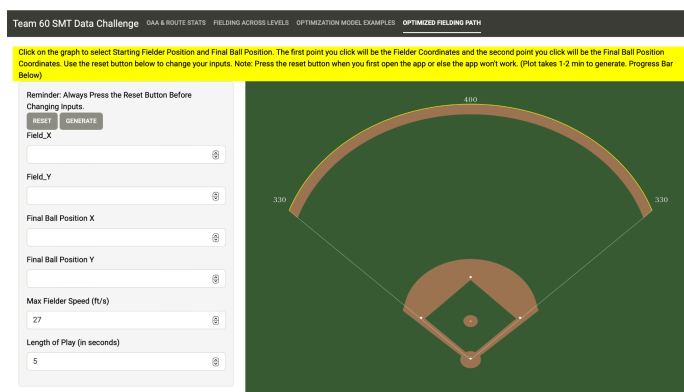 Team 60 SMT Data Challenge OAA & ROUTE STATS FIELDING ACROSS LEVELS OPTIMIZATION MODEL EXAMPLES OPTIMIZED FIELDING PATH
Click on the graph to select Starting Fielder Position and Final Ball Position. The first point you click will be the Fielder Coordinates and the second point you click will be the Final Ball Position
Coordinates. Use the reset button below to change your inputs. Note: Press the reset button when you first open the app or else the app won't work. (Plot takes 1-2 min to generate. Progress Bar
Below)
Reminder: Always Press the Reset Button Before
Changing Inputs.
RESET GENERATE
Field_X
Field_Y
Final Ball Position X
Final Ball Position Y
Max Fielder Speed (ft/s)
27
Length of Play (in seconds)
5
400
330
330